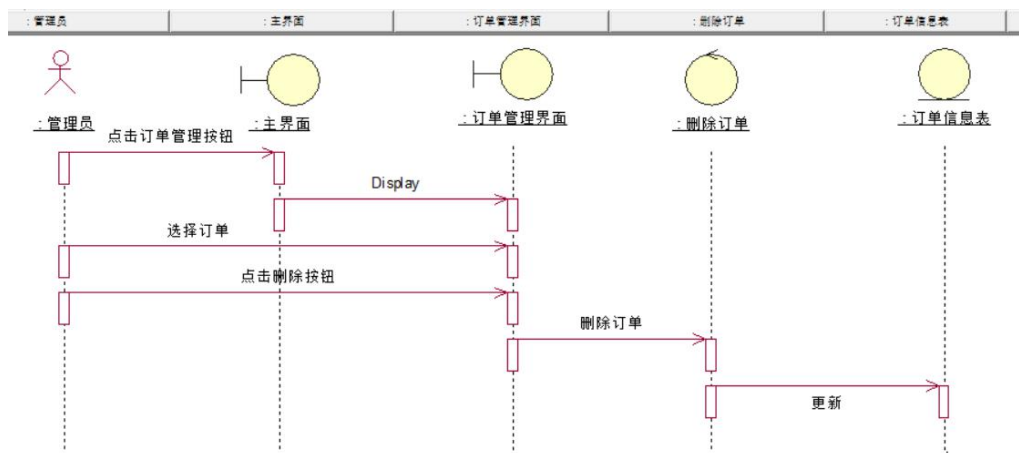 : 管理员
: 主界面
: 订单管理界面
: 删除订单
: 订单信息表
: 管理员
: 主界面
: 订单管理界面
: 删除订单
: 订单信息表
点击订单管理按钮
Display
选择订单
点击删除按钮
删除订单
更新